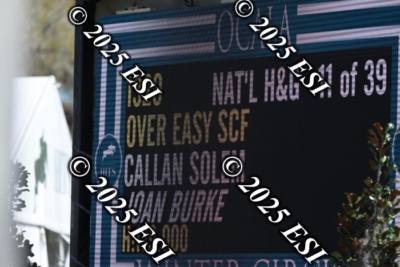 OCALA
NAT'L H&G 11 of 39
OVER EASY SCF
CALLAN SOLEM
JOAN BURKE
© 2025 ESI
© 2025 ESI
© 2025 ESI
© 2025 ESI